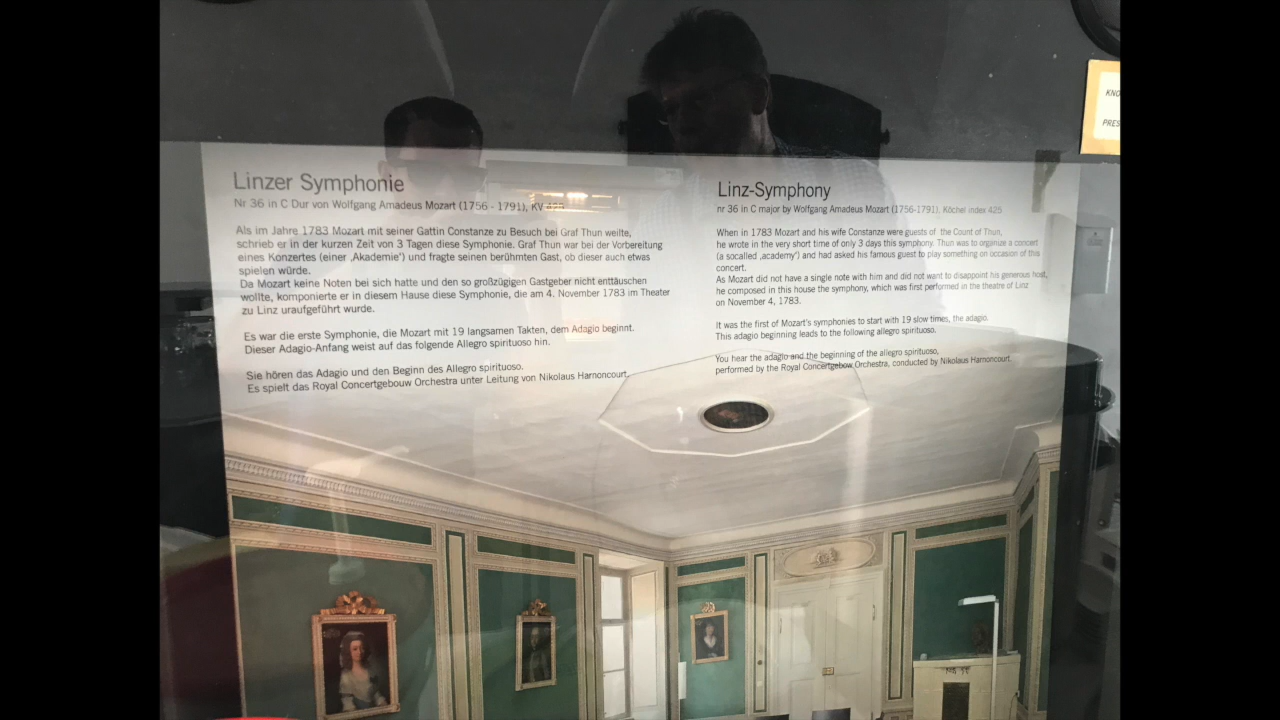 Linzer Symphonie
Nr 36 in C Dur von Wolfgang Amadeus Mozart (1756 - 1791), KV
Als im Jahre 1783 Mozart mit seiner Gattin Constanze zu Besuch bei Graf Thun weilte,
schrieb er in der kurzen Zeit von 3 Tagen diese Symphonie. Graf Thun war bei der Vorbereitung
eines Konzertes (einer ‚Akademie') und fragte seinen berühmten Gast, ob dieser auch etwas
spielen würde.
Da Mozart keine Noten bei sich hatte und den so großzügigen Gastgeber nicht enttäuschen
wollte, komponierte er in diesem Hause diese Symphonie, die am 4. November 1783 im Theater
zu Linz uraufgeführt wurde.
Es war die erste Symphonie, die Mozart mit 19 langsamen Takten, dem Adagio beginnt.
Dieser Adagio-Anfang weist auf das folgende Allegro spirituoso hin.
Sie hören das Adagio und den Beginn des Allegro spirituoso.
Es spielt das Royal Concertgebouw Orchestra unter Leitung von Nikolaus Harnoncourt.
Linz-Symphony
nr 36 in C major by Wolfgang Amadeus Mozart (1756-1791), Köchel index 425
When in 1783 Mozart and his wife Constanze were guests of the Count of Thun,
he wrote in the very short time of only 3 days this symphony. Thun was to organize a concert
(a socalled ‚academy') and had asked his famous guest to play something on occasion of this
concert.
As Mozart did not have a single note with him and did not want to disappoint his generous host,
he composed in this house the symphony, which was first performed in the theatre of Linz
on November 4, 1783.
It was the first of Mozart's symphonies to start with 19 slow times, the adagio.
This adagio beginning leads to the following allegro spirituoso.
You hear the adagio and the beginning of the allegro spirituoso,
performed by the Royal Concertgebow Orchestra, conducted by Nikolaus Harnoncourt.
KNO
PRES